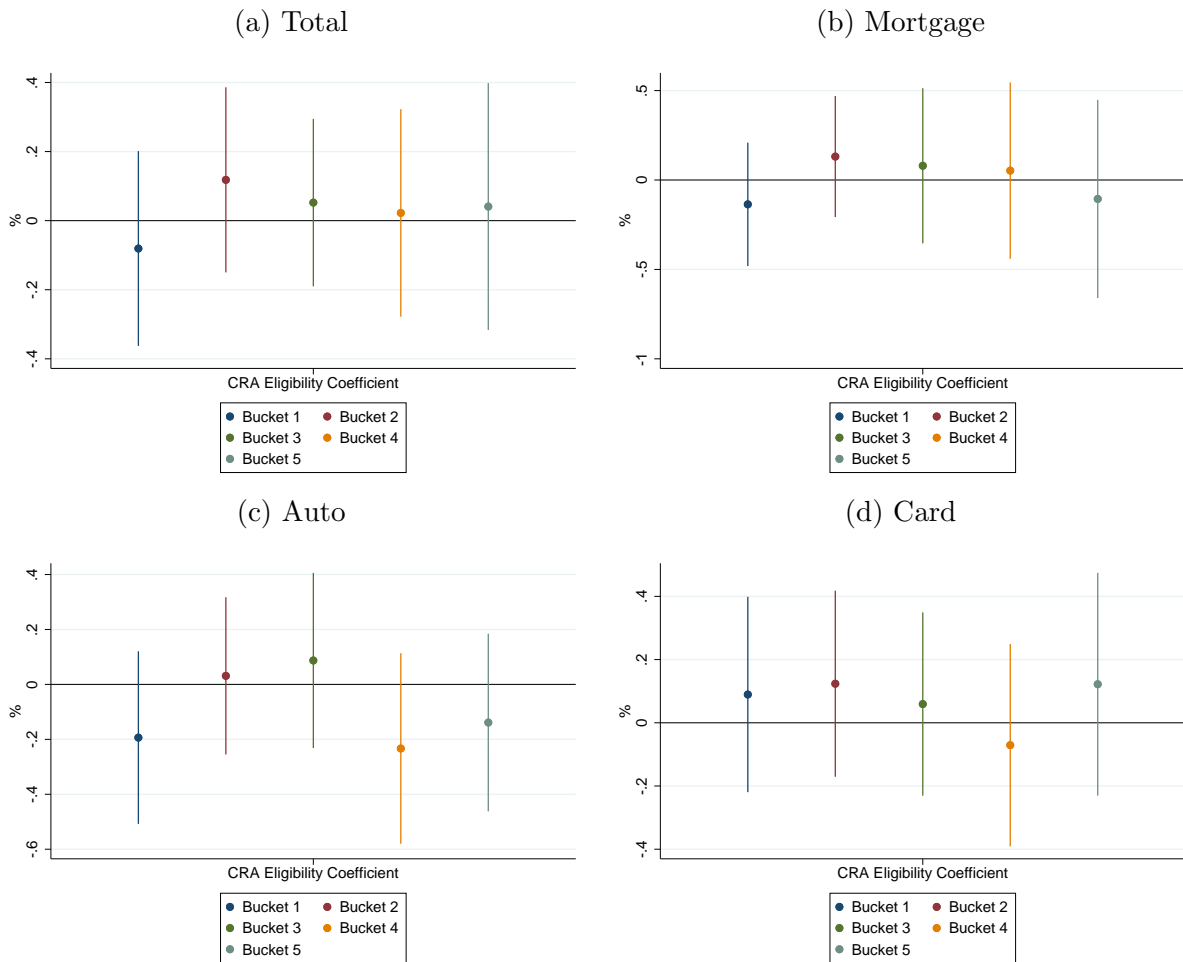 (a) Total
.4
.2
0
-.2
-.4
%
CRA Eligibility Coefficient
Bucket 1 Bucket 2
Bucket 3 Bucket 4
Bucket 5
(b) Mortgage
.5
0
-.5
-1
%
CRA Eligibility Coefficient
Bucket 1 Bucket 2
Bucket 3 Bucket 4
Bucket 5
(c) Auto
.4
.2
0
-.2
-.4
-.6
%
CRA Eligibility Coefficient
Bucket 1 Bucket 2
Bucket 3 Bucket 4
Bucket 5
(d) Card
.4
.2
0
-.2
-.4
%
CRA Eligibility Coefficient
Bucket 1 Bucket 2
Bucket 3 Bucket 4
Bucket 5